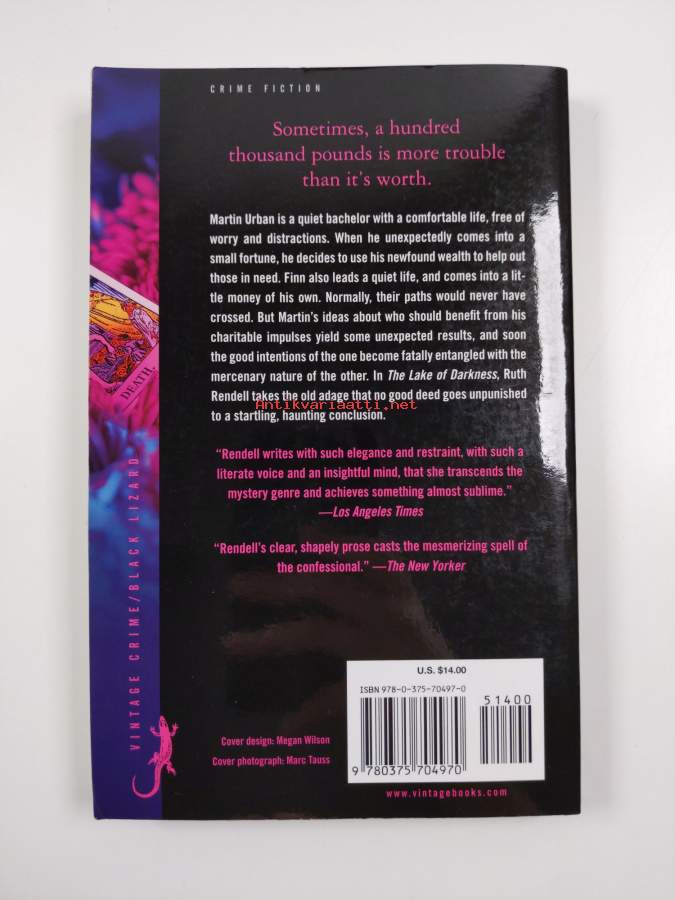 CRIME FICTION
Sometimes, a hundred
thousand pounds is more trouble
than it's worth.
Martin Urban is a quiet bachelor with a comfortable life, free of
worry and distractions. When he unexpectedly comes into a
small fortune, he decides to use his newfound wealth to help out
those in need. Finn also leads a quiet life, and comes into a lit-
tle money of his own. Normally, their paths would never have
crossed. But Martin's ideas about who should benefit from his
charitable impulses yield some unexpected results, and soon
the good intentions of the one become fatally entangled with the
mercenary nature of the other. In The Lake of Darkness, Ruth
Rendell takes the old adage that no good deed goes unpunished
to a startling, haunting conclusion.
Antikvariaatti.net
DEATH.
“Rendell writes with such elegance and restraint, with such a
literate voice and an insightful mind, that she transcends the
mystery genre and achieves something almost sublime.”
—Los Angeles Times
“Rendell's clear, shapely prose casts the mesmerizing spell of
the confessional.” —The New Yorker
VINTAGE CRIME/BLACK LIZARD
U.S. $14.00
ISBN 978-0-375-70497-0
51400
9 780375 704970
Cover design: Megan Wilson
Cover photograph: Marc Tauss
www.vintagebooks.com